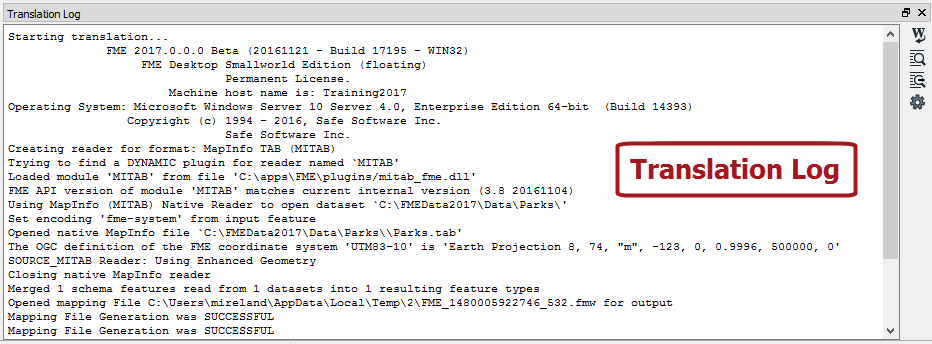 Translation Log
Starting translation...
FME 2017.0.0.0 Beta (20161121 - Build 17195 - WIN32)
FME Desktop Smallworld Edition (floating)
Permanent License.
Machine host name is: Training2017
Operating System: Microsoft Windows Server 10 Server 4.0, Enterprise Edition 64-bit  (Build 14393)
Copyright (c) 1994 - 2016, Safe Software Inc.
Safe Software Inc.
Creating reader for format: MapInfo TAB (MITAB)
Trying to find a DYNAMIC plugin for reader named `MITAB'
Loaded module 'MITAB' from file 'C:\apps\FME\plugins/mitab_fme.dll'
FME API version of module 'MITAB' matches current internal version (3.8 20161104)
Using MapInfo (MITAB) Native Reader to open dataset `C:\FMEData2017\Data\Parks\'
Set encoding 'fme-system' from input feature
Opened native MapInfo file `C:\FMEData2017\Data\Parks\\Parks.tab'
The OGC definition of the FME coordinate system 'UTM83-10' is 'Earth Projection 8, 74, "m", -123, 0, 0.9996, 500000, 0'
SOURCE_MITAB Reader: Using Enhanced Geometry
Closing native MapInfo reader
Merged 1 schema features read from 1 datasets into 1 resulting feature types
Opened mapping File C:\Users\mireland\AppData\Local\Temp\2\FME_1480005922746_532.fmw for output
Mapping File Generation was SUCCESSFUL
Mapping File Generation was SUCCESSFUL
Translation Log